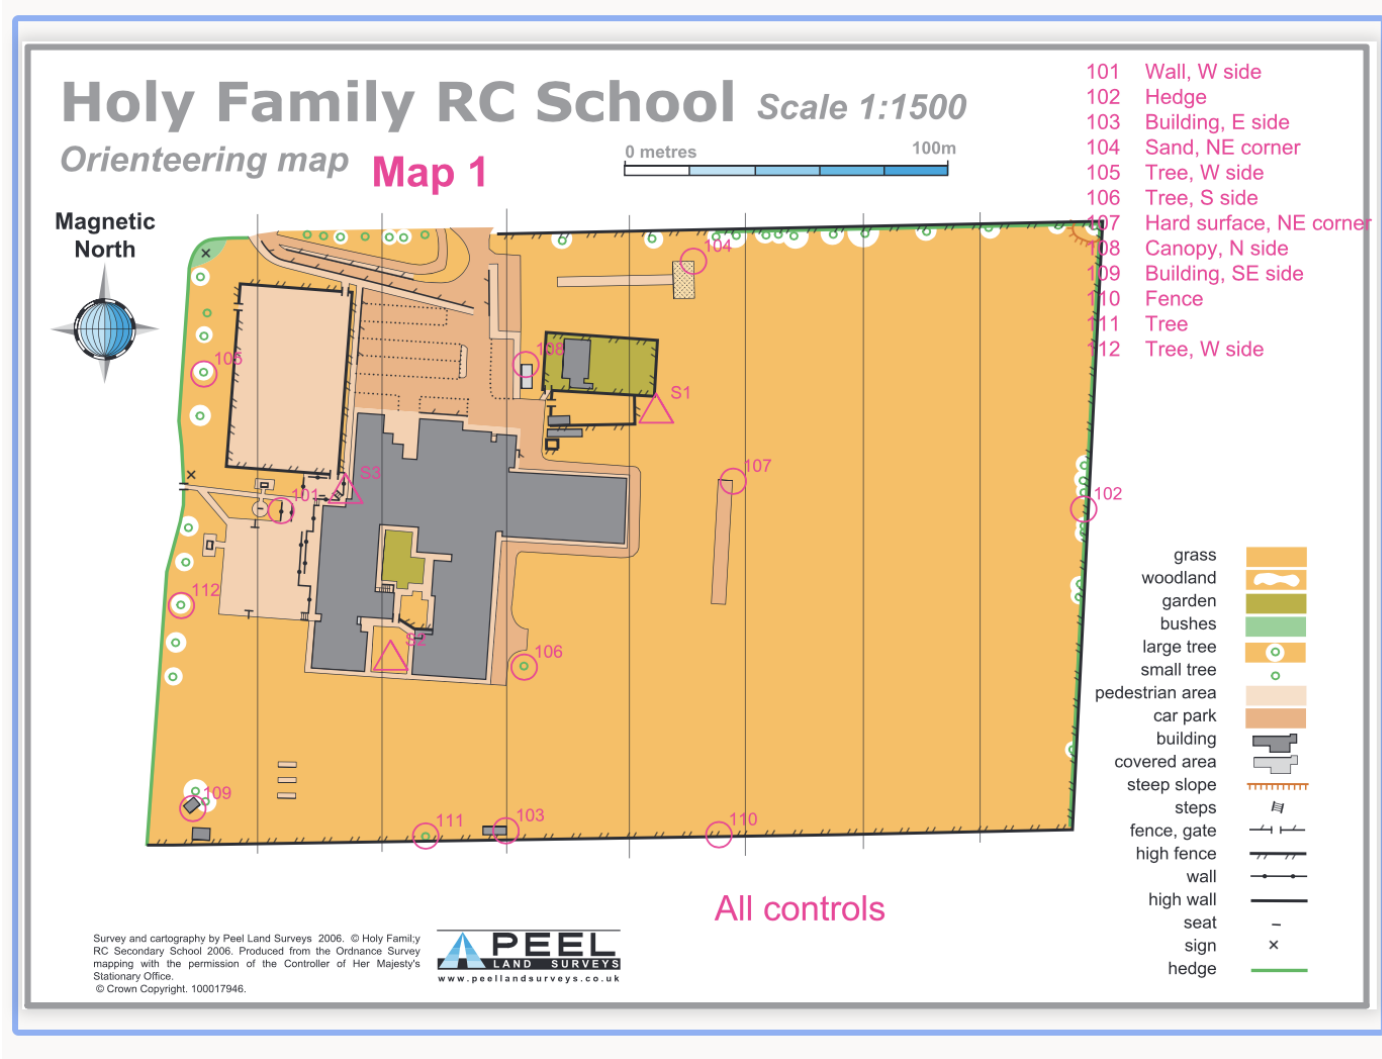 Holy Family RC School Scale 1:1500
Orienteering map Map 1
0 metres 100m
101 Wall, W side
102 Hedge
103 Building, E side
104 Sand, NE corner
105 Tree, W side
106 Tree, S side
107 Hard surface, NE corner
108 Canopy, N side
109 Building, SE side
110 Fence
111 Tree
112 Tree, W side
Magnetic
North
104
108
105
S1
107
S3
101
102
112
S2
106
109
111
103
110
grass
woodland
garden
bushes
large tree
small tree
pedestrian area
car park
building
covered area
steep slope
steps
fence, gate
high fence
wall
high wall
seat
sign
hedge
All controls
Survey and cartography by Peel Land Surveys 2006. © Holy Famil;y
RC Secondary School 2006. Produced from the Ordnance Survey
mapping with the permission of the Controller of Her Majesty's
Stationary Office.
© Crown Copyright. 100017946.
PEEL
LAND SURVEYS
www.peellandsurveys.co.uk